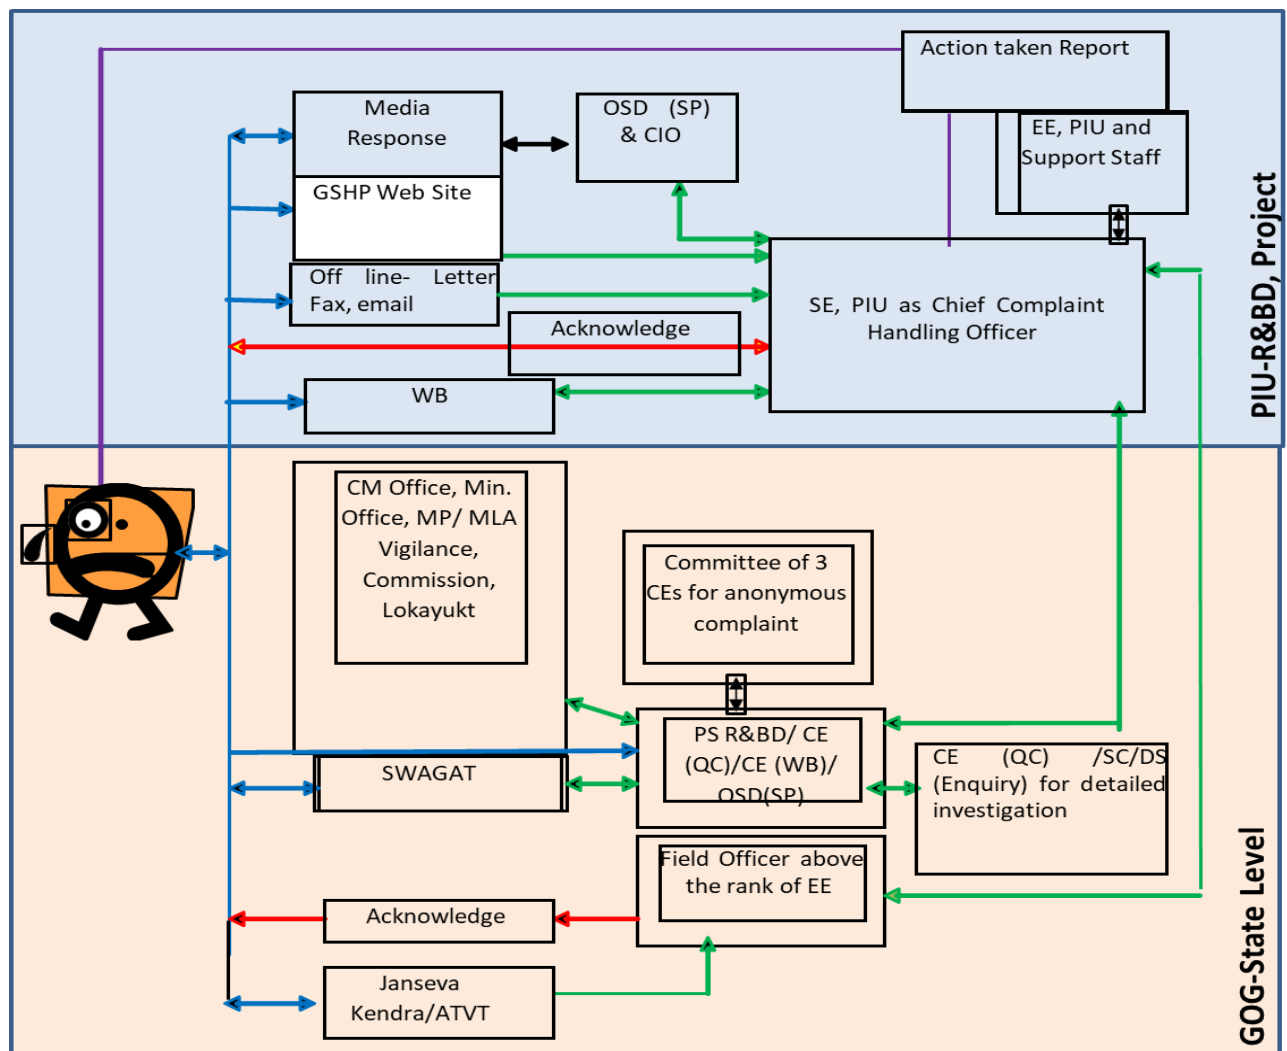 Action taken Report
Media
Response
OSD (SP)
& CIO
EE, PIU and
Support Staff
GSHP Web Site
Off line- Letter
Fax, email
SE, PIU as Chief Complaint
Handling Officer
Acknowledge
WB
PIU-R&BD, Project
CM Office, Min.
Office, MP/ MLA
Vigilance,
Commission,
Lokayukt
Committee of 3
CEs for anonymous
complaint
PS R&BD/ CE
(QC)/CE (WB)/
OSD(SP)
SWAGAT
CE (QC) /SC/DS
(Enquiry) for detailed
investigation
Field Officer above
the rank of EE
Acknowledge
Janseva
Kendra/ATVT
GOG-State Level